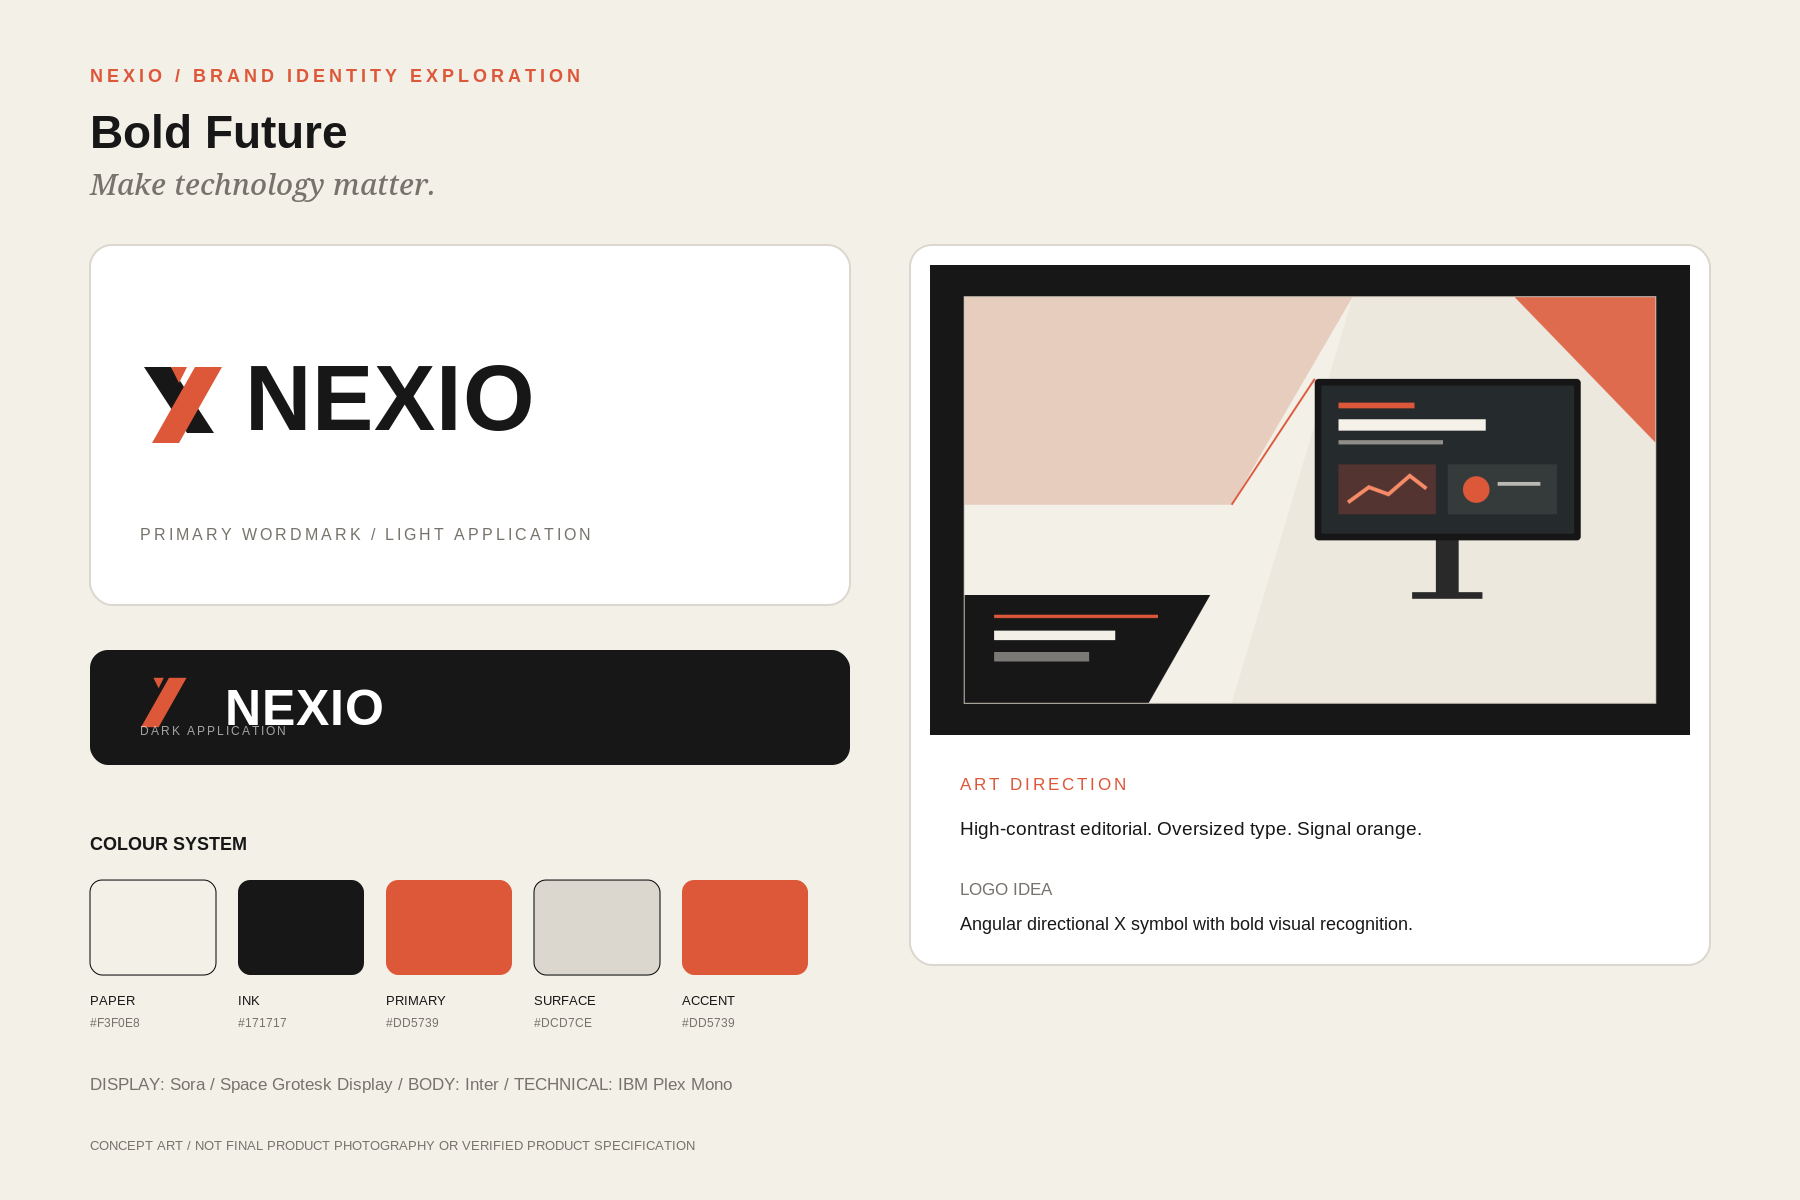 NEXIO / BRAND IDENTITY EXPLORATION
Bold Future
Make technology matter.
NEXIO
PRIMARY WORDMARK / LIGHT APPLICATION
NEXIO
DARK APPLICATION
COLOUR SYSTEM
PAPER
#F3F0E8
INK
#171717
PRIMARY
#DD5739
SURFACE
#DCD7CE
ACCENT
#DD5739
DISPLAY: Sora / Space Grotesk Display / BODY: Inter / TECHNICAL: IBM Plex Mono
CONCEPT ART / NOT FINAL PRODUCT PHOTOGRAPHY OR VERIFIED PRODUCT SPECIFICATION
ART DIRECTION
High-contrast editorial. Oversized type. Signal orange.
LOGO IDEA
Angular directional X symbol with bold visual recognition.